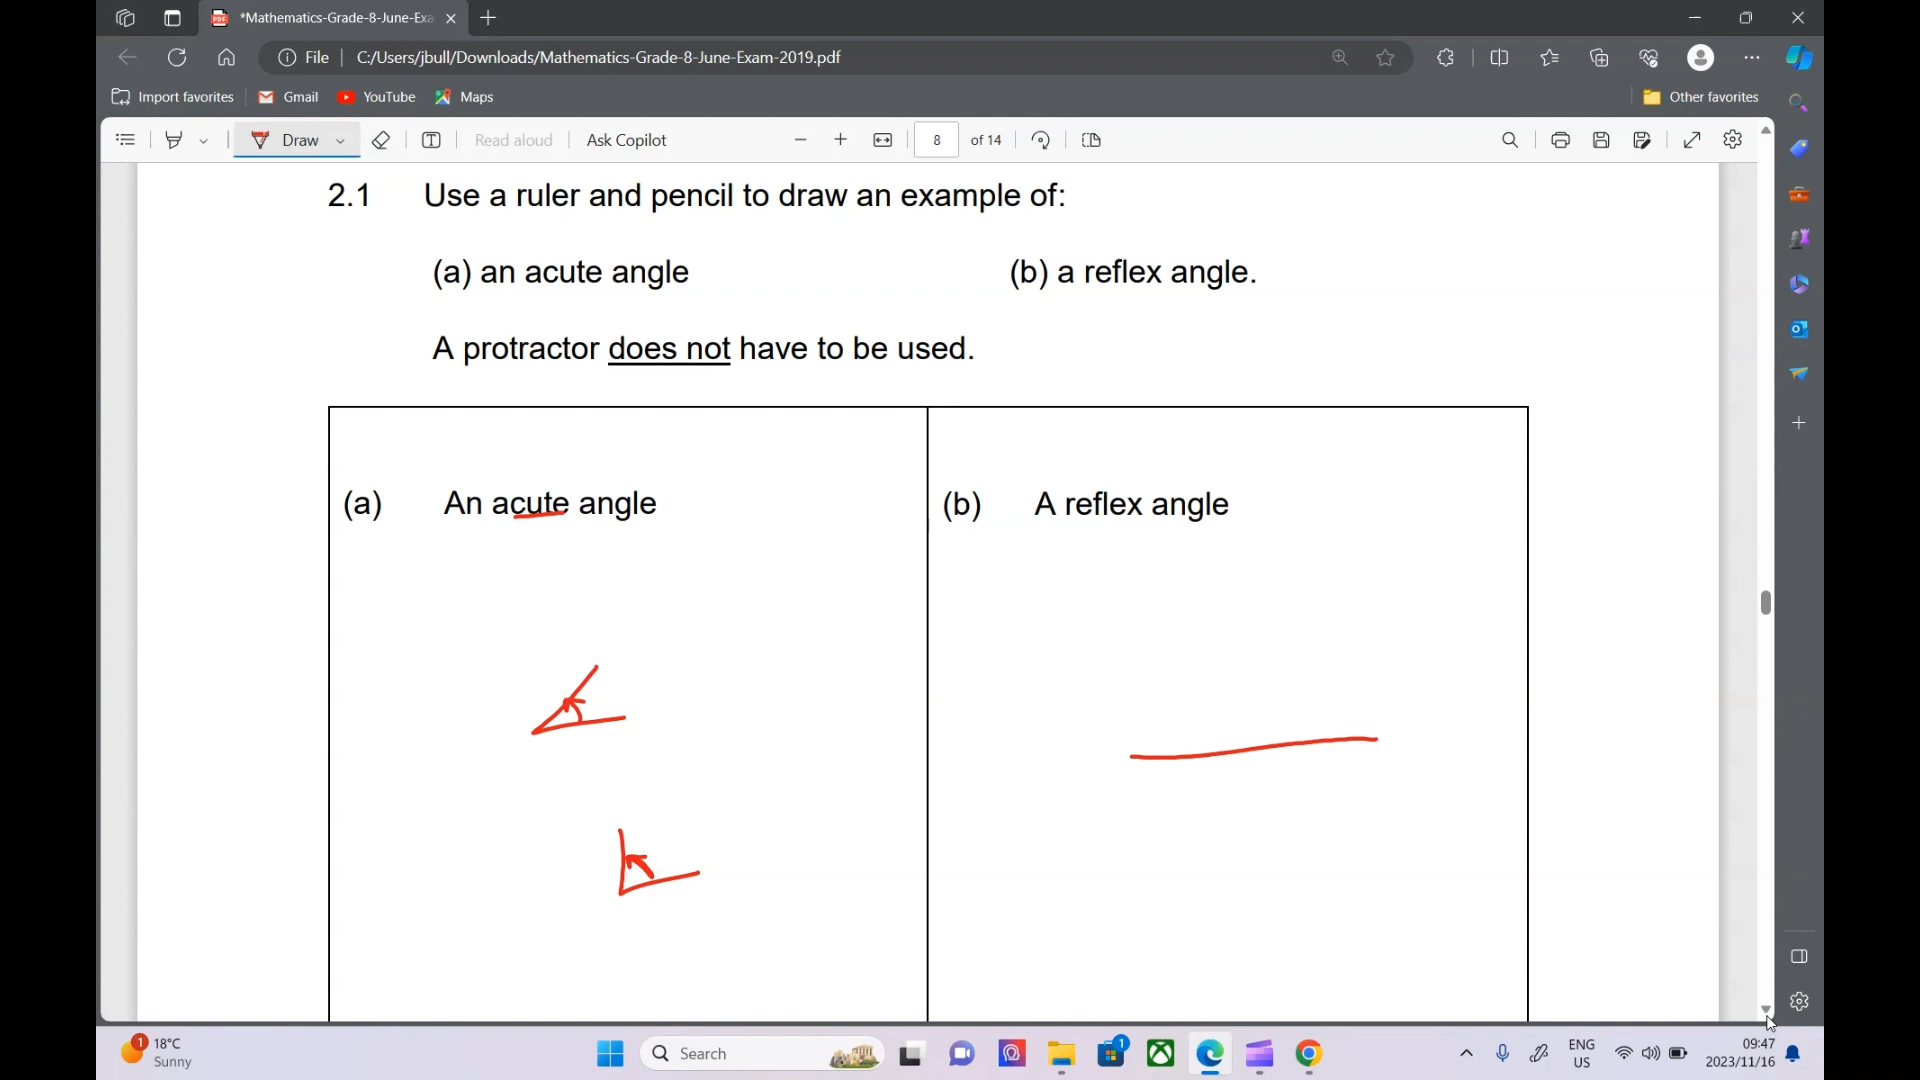 *Mathematics-Grade-8-June-Exa
File
C:/Users/jbull/Downloads/Mathematics-Grade-8-June-Exam-2019.pdf
Import favorites
Gmail
YouTube
Maps
Other favorites
Draw
Read aloud
Ask Copilot
8 of 14
2.1 Use a ruler and pencil to draw an example of:
(a) an acute angle (b) a reflex angle.
A protractor does not have to be used.
(a) An acute angle
(b) A reflex angle
1
18°C
Sunny
Search
1
ENG
US
09:47
2023/11/16